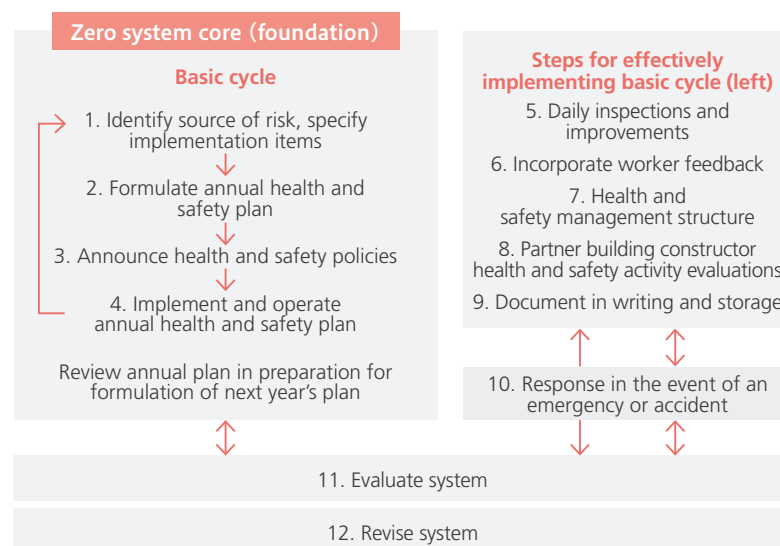 Zero system core (foundation)
Basic cycle
1. Identify source of risk, specify
implementation items
2. Formulate annual health and
safety plan
3. Announce health and safety policies
4. Implement and operate
annual health and safety plan
Review annual plan in preparation for
formulation of next year’s plan
Steps for effectively
implementing basic cycle (left)
5. Daily inspections and
improvements
6. Incorporate worker feedback
7. Health and
safety management structure
8. Partner building constructor
health and safety activity evaluations
9. Document in writing and storage
10. Response in the event of an
emergency or accident
11. Evaluate system
12. Revise system